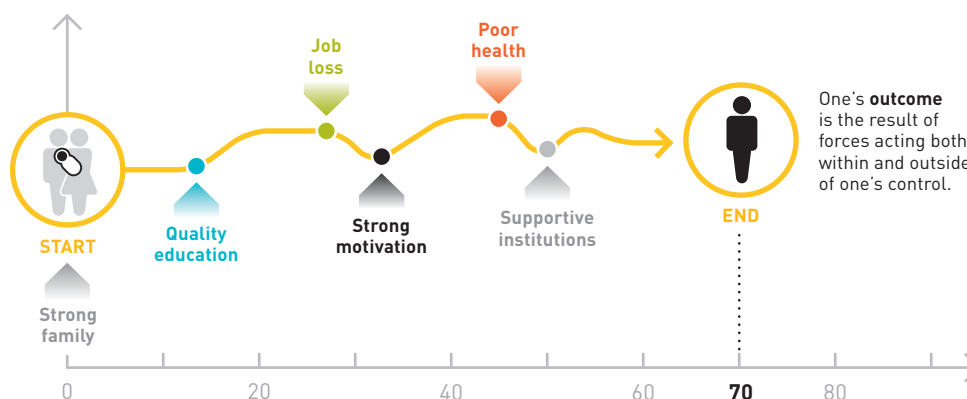 Job
loss
Poor
health
One's outcome
is the result of
forces acting both
within and outside
of one's control.
START
Quality
education
Strong
motivation
Supportive
institutions
END
Strong
family
0
20
40
60
70
80